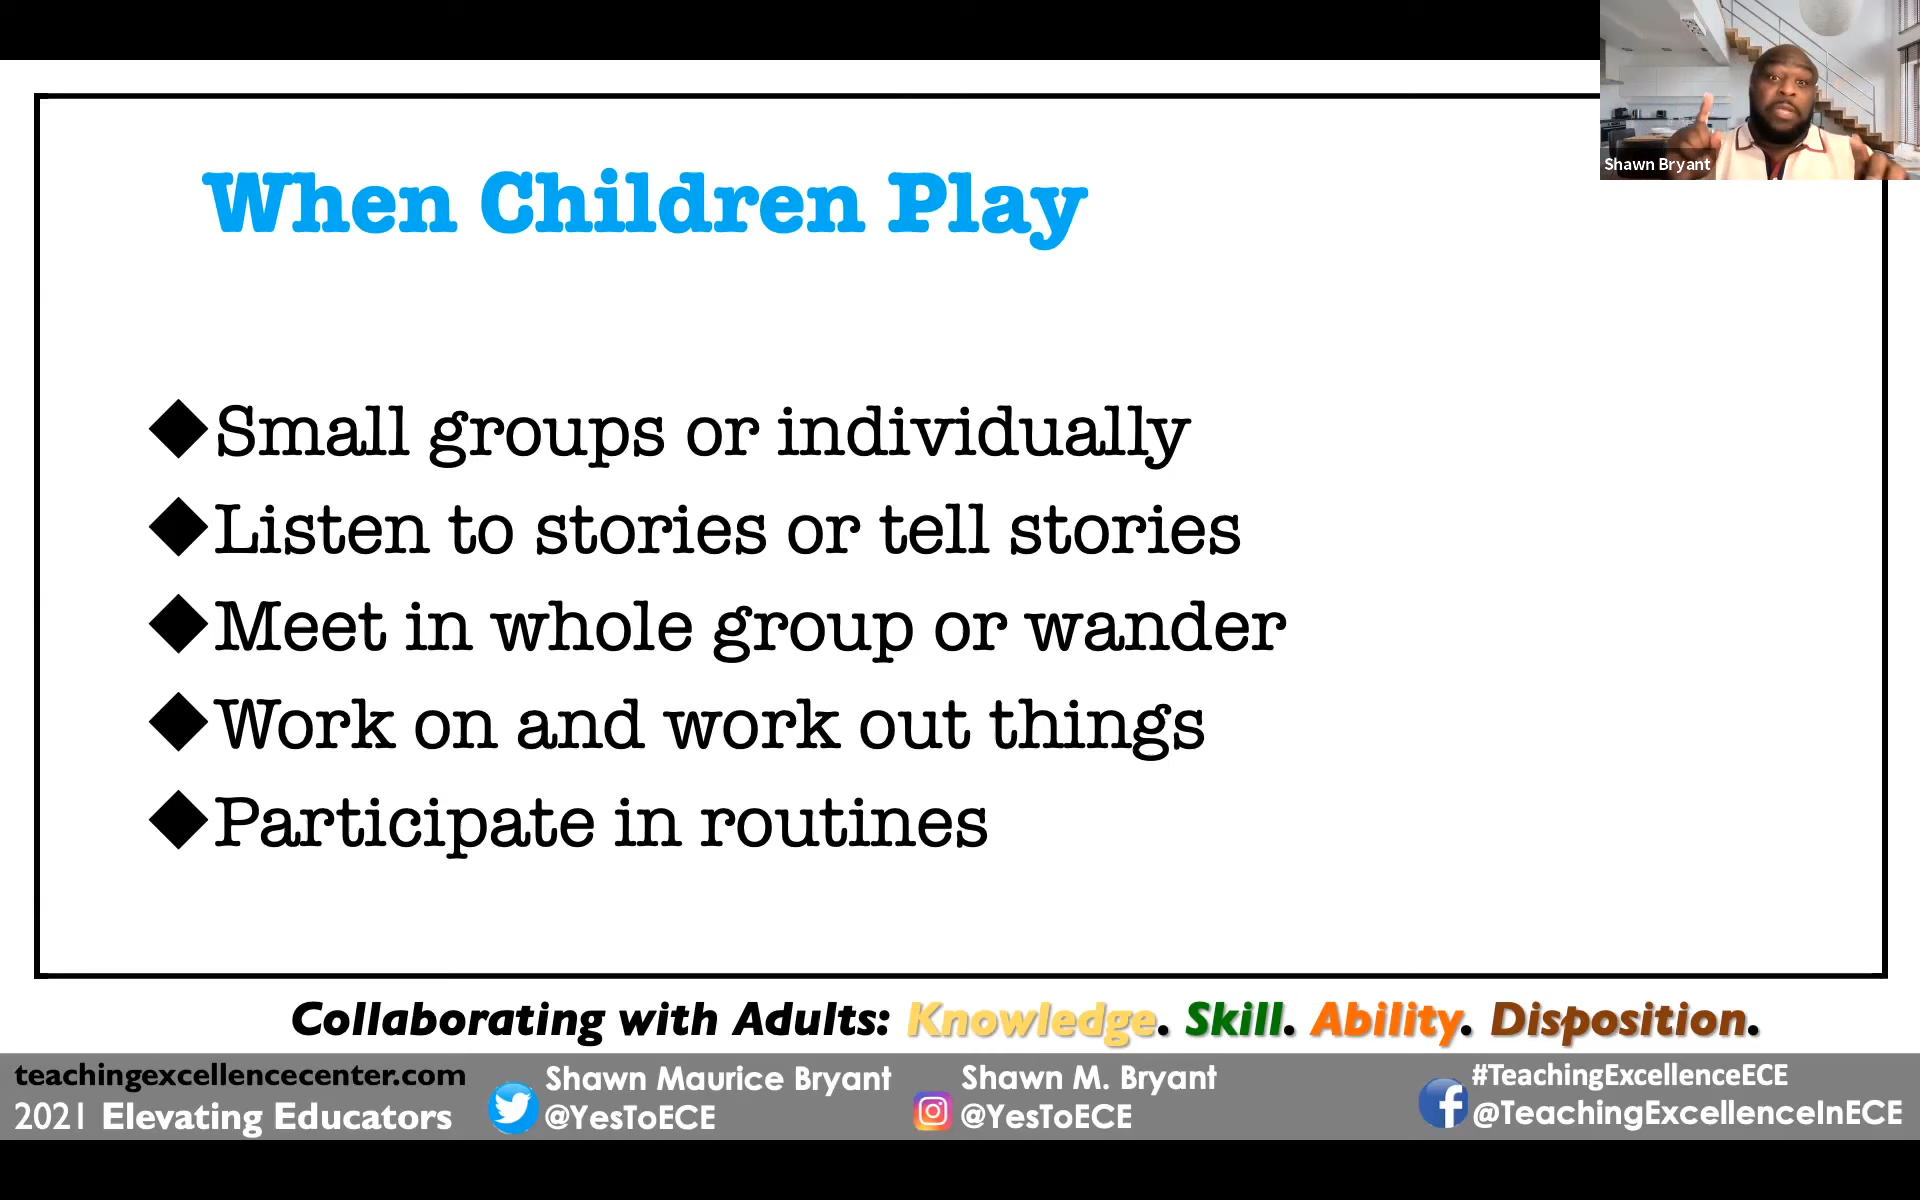 Shawn Bryant
When Children Play
Small groups or individually
Listen to stories or tell stories
Meet in whole group or wander
Work on and work out things
Participate in routines
Collaborating with Adults: Knowledge. Skill. Ability. Disposition.
teachingexcellencecenter.com
2021 Elevating Educators
Shawn Maurice Bryant
@YesToECE
Shawn M. Bryant
@YesToECE
#TeachingExcellenceECE
@TeachingExcellenceInECE